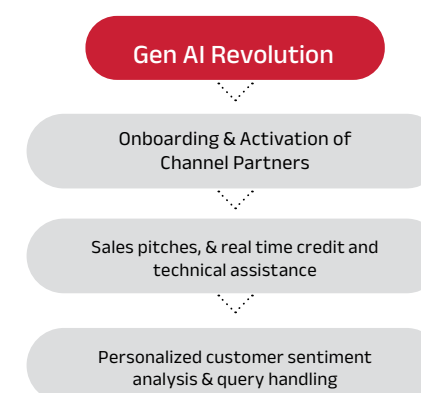 Gen AI Revolution
Onboarding & Activation of
Channel Partners
Sales pitches, & real time credit and
technical assistance
Personalized customer sentiment
analysis & query handling